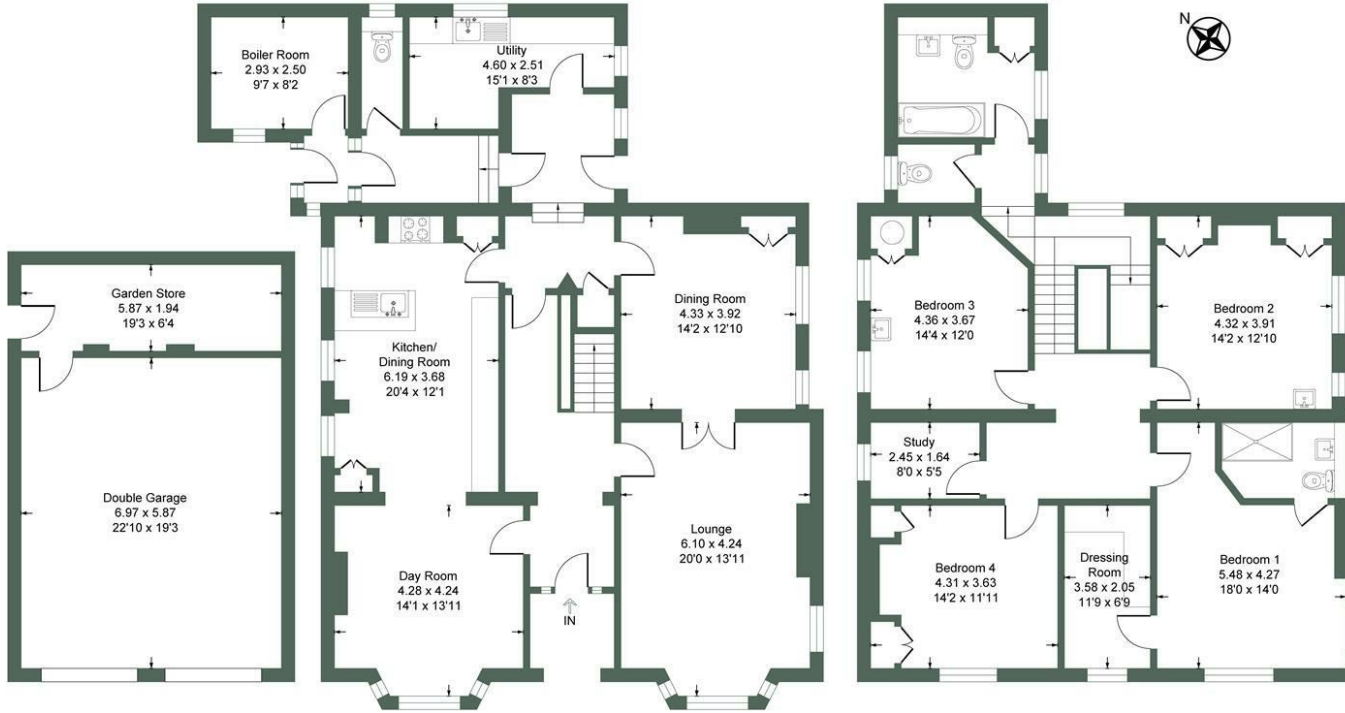 N
Boiler Room
2.93 x 2.50
9'7 x 8'2
Utility
4.60 x 2.51
15'1 x 8'3
Garden Store
5.87 x 1.94
19'3 x 6'4
Double Garage
6.97 x 5.87
22'10 x 19'3
Kitchen/
Dining Room
6.19 x 3.68
20'4 x 12'1
Dining Room
4.33 x 3.92
14'2 x 12'10
Day Room
4.28 x 4.24
14'1 x 13'11
IN
Lounge
6.10 x 4.24
20'0 x 13'11
Bedroom 3
4.36 x 3.67
14'4 x 12'0
Bedroom 2
4.32 x 3.91
14'2 x 12'10
Study
2.45 x 1.64
8'0 x 5'5
Bedroom 4
4.31 x 3.63
14'2 x 11'11
Dressing
Room
3.58 x 2.05
11'9 x 6'9
Bedroom 1
5.48 x 4.27
18'0 x 14'0